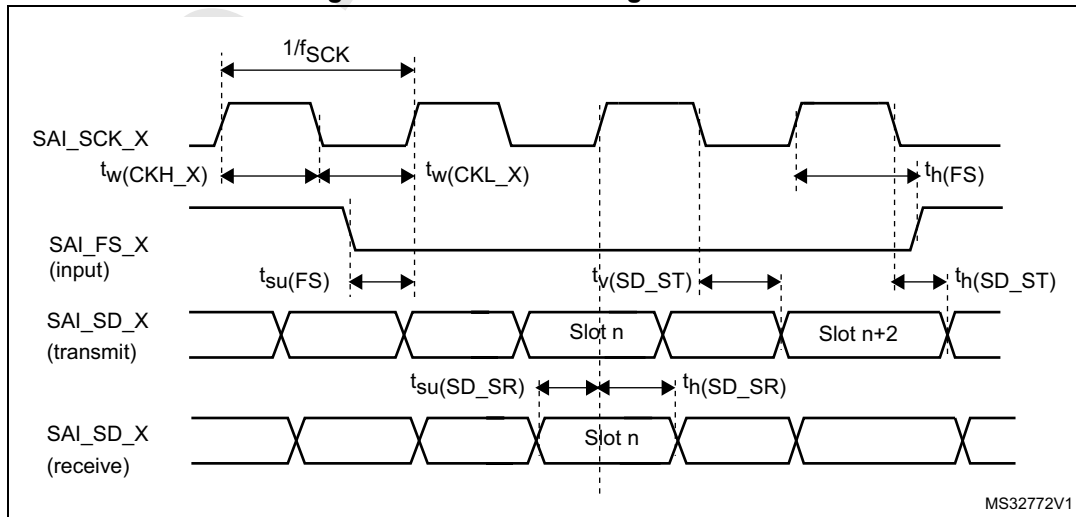 1/fSCK
SAI_SCK_X
tw(CKH_X)
tw(CKL_X)
th(FS)
SAI_FS_X
(input)
tsu(FS)
tv(SD_ST)
th(SD_ST)
SAI_SD_X
(transmit)
Slot n
Slot n+2
tsu(SD_SR)
th(SD_SR)
SAI_SD_X
(receive)
Slot n
MS32772V1